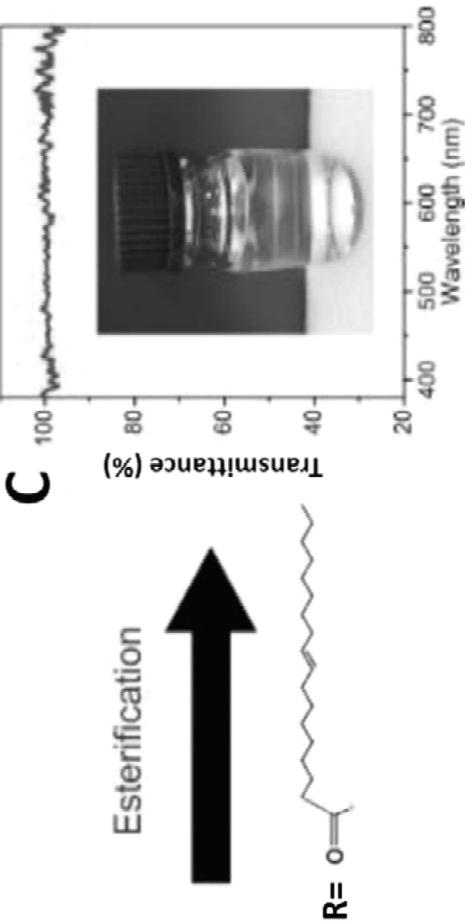 Esterification
R= O
C
Transmittance (%)
100
80
60
40
20
400 500 600 700 800
Wavelength (nm)